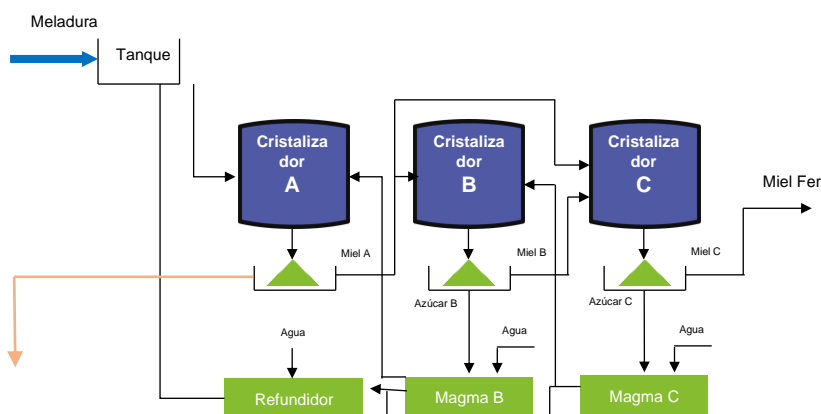 Meladura
Tanque
Cristaliza
dor
A
Cristaliza
dor
B
Cristaliza
dor
C
Miel Fer
Miel A
Miel B
Miel C
Azúcar B
Azúcar C
Agua
Agua
Agua
Refundidor
Magma B
Magma C